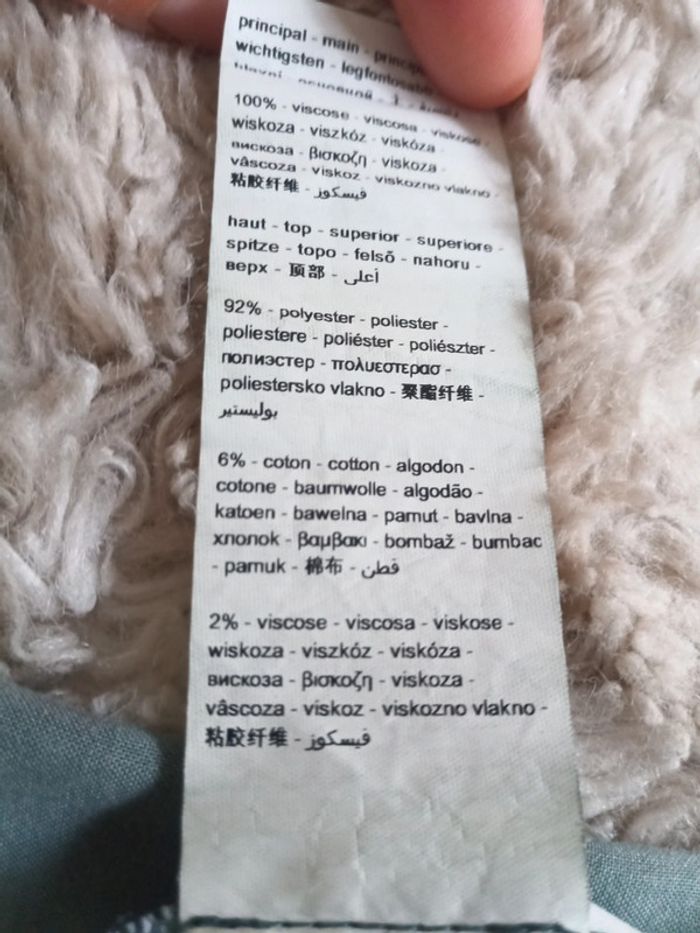 principal - main -
wichtigsten - legfontosabb
100% - viscose - viscosa - viskose -
wiskoza - viszkóz - viskóza -
вискоза - βισκοζη - viskoza -
vâscoza - viskoz - viskozno vlakno -
粘胶纤维 - فيسكوز
haut - top - superior - superiore -
spitze - topo - felső - nahoru -
верх - 顶部 - أعلى
92% - polyester - poliester -
poliestere - poliéster - poliészter -
полиэстер - πολυεστερασ -
poliestersko vlakno - 聚酯纤维 -
بوليستير
6% - coton - cotton - algodon -
cotone - baumwolle - algodão -
katoen - bawelna - pamut - bavlna -
хлопок - βαμβακι - bombaž - bumbac
- pamuk - 棉布 - قطن
2% - viscose - viscosa - viskose -
wiskoza - viszkóz - viskóza -
вискоза - βισκοζη - viskoza -
vâscoza - viskoz - viskozno vlakno -
粘胶纤维 - فيسكوز